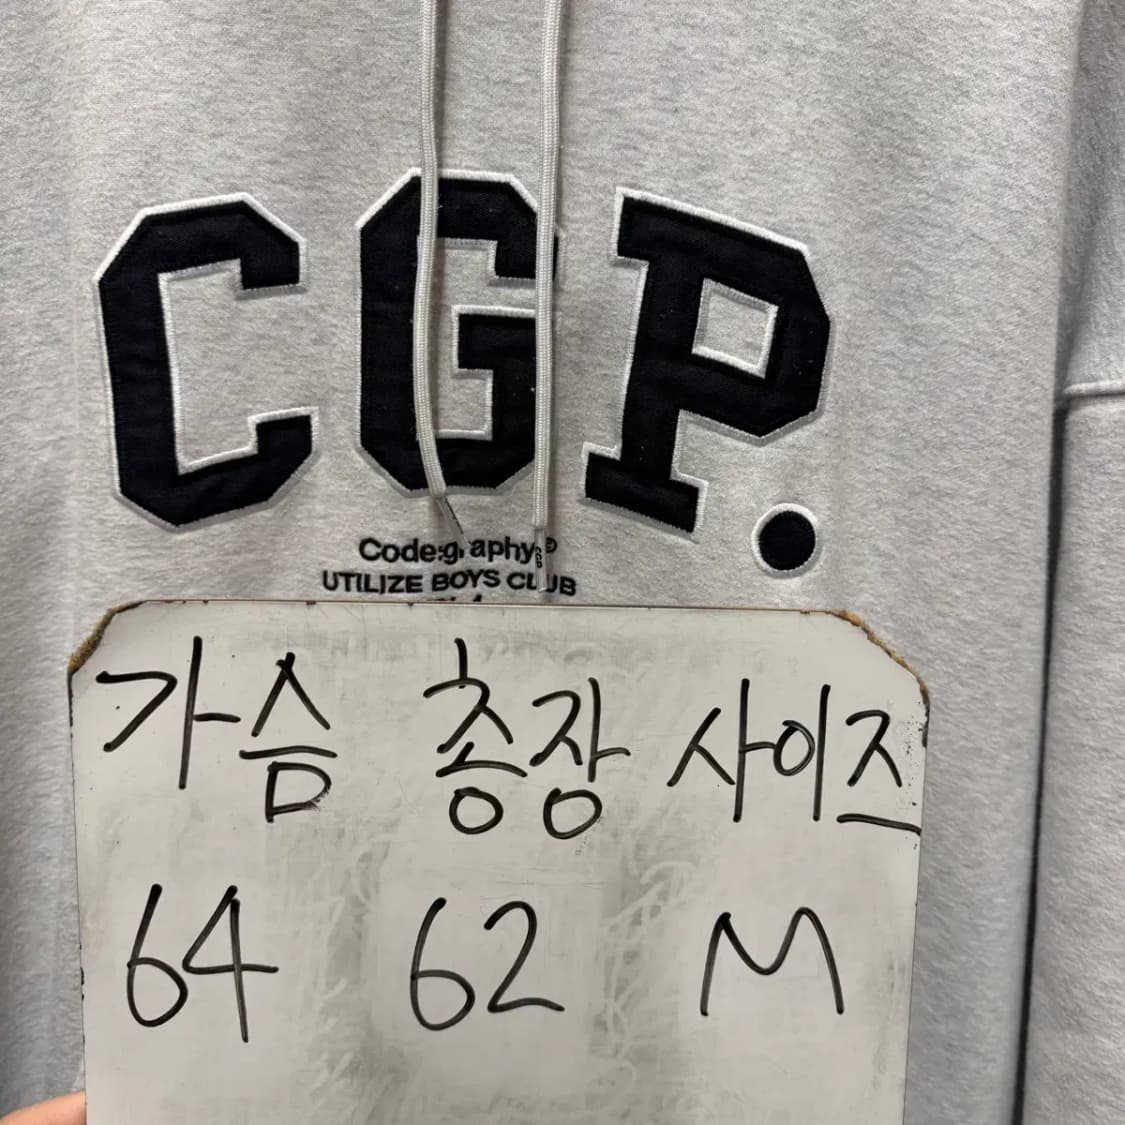 CGP.
Code:graphy®
UTILIZE BOYS CLUB
가슴 총장 사이즈
64 62 M